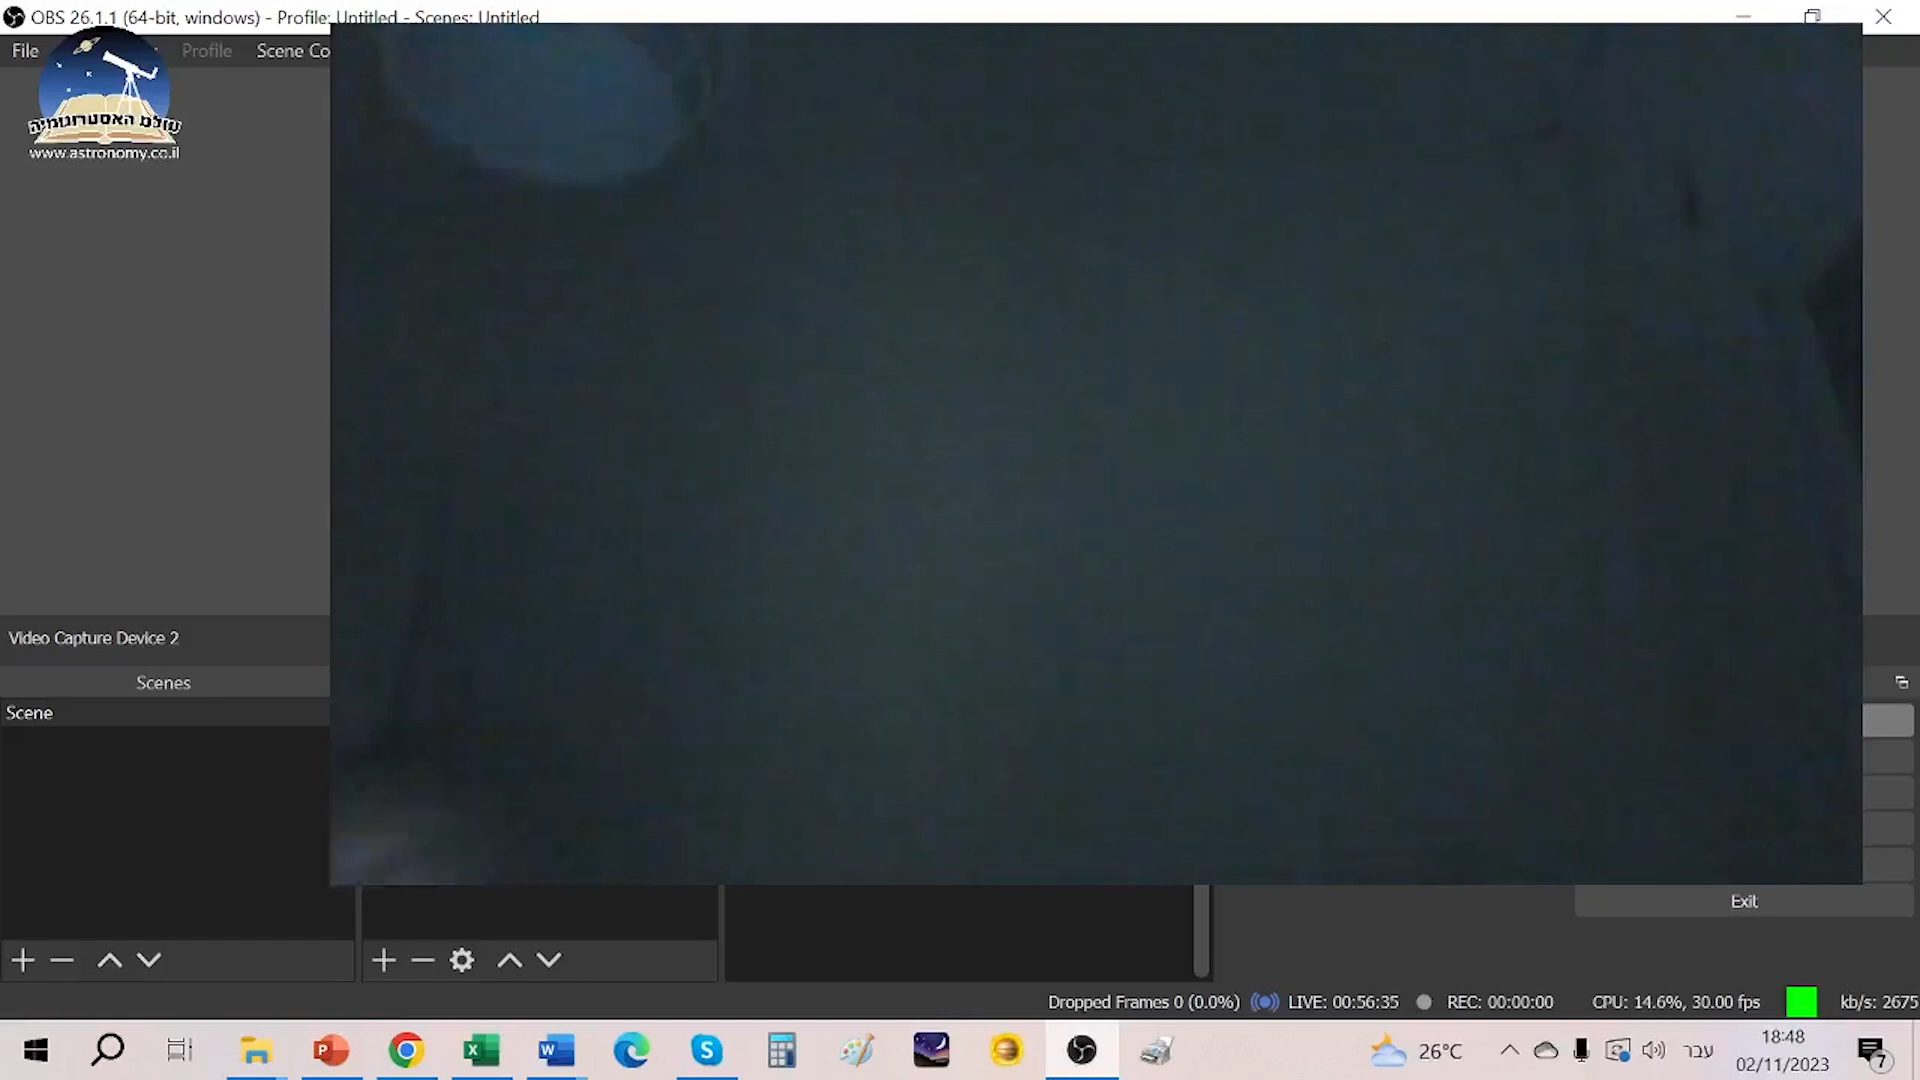 OBS 26.1.1 (64-bit, windows) - Profile: Untitled - Scenes: Untitled
File
Profile
Scene Co
עולם האסטרונומיה
www.astronomy.co.il
Video Capture Device 2
Scenes
Scene
Exit
Dropped Frames 0 (0.0%)
LIVE: 00:56:35
REC: 00:00:00
CPU: 14.6%, 30.00 fps
kb/s: 2675
26°C
עבר
18:48
02/11/2023
7